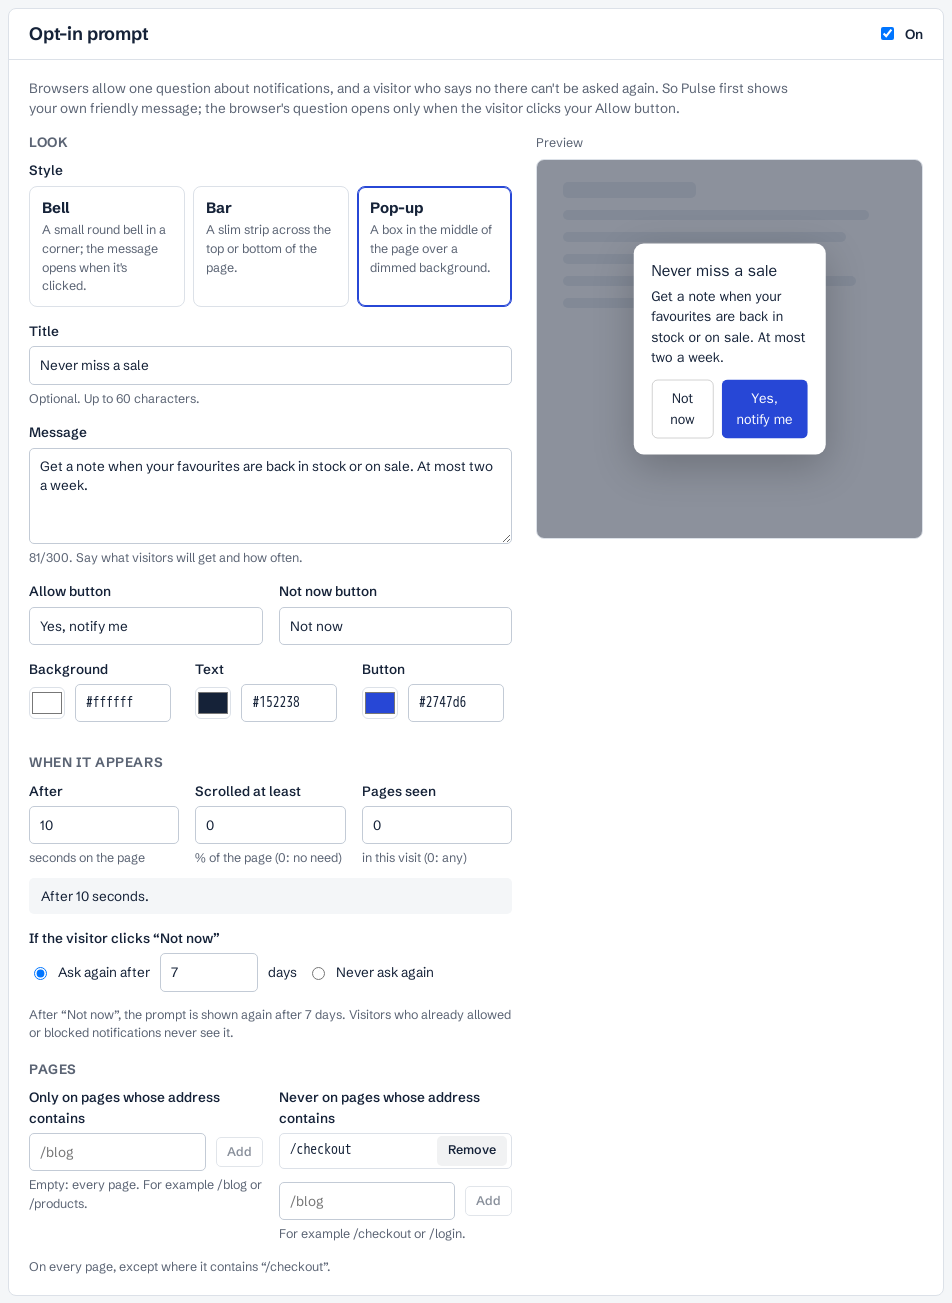 Opt-in prompt
On
Browsers allow one question about notifications, and a visitor who says no there can't be asked again. So Pulse first shows
your own friendly message; the browser's question opens only when the visitor clicks your Allow button.
LOOK
Style
Bell
A small round bell in a
corner; the message
opens when it's
clicked.
Bar
A slim strip across the
top or bottom of the
page.
Pop-up
A box in the middle of
the page over a
dimmed background.
Title
Never miss a sale
Optional. Up to 60 characters.
Message
Get a note when your favourites are back in stock or on sale. At most two
a week.
81/300. Say what visitors will get and how often.
Allow button
Yes, notify me
Not now button
Not now
Background
#ffffff
Text
#152238
Button
#2747d6
Preview
Never miss a sale
Get a note when your
favourites are back in
stock or on sale. At most
two a week.
Not
now
Yes,
notify me
WHEN IT APPEARS
After
10
seconds on the page
Scrolled at least
0
% of the page (0: no need)
Pages seen
0
in this visit (0: any)
After 10 seconds.
If the visitor clicks “Not now”
Ask again after 7 days Never ask again
After “Not now”, the prompt is shown again after 7 days. Visitors who already allowed
or blocked notifications never see it.
PAGES
Only on pages whose address
contains
/blog
Add
Empty: every page. For example /blog or
/products.
Never on pages whose address
contains
/checkout
Remove
/blog
Add
For example /checkout or /login.
On every page, except where it contains “/checkout”.